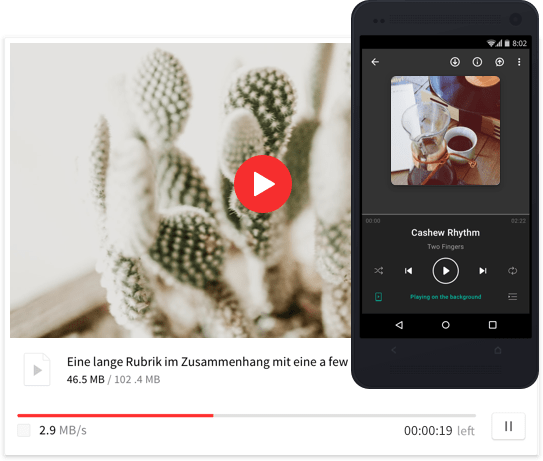 8:02
00:00 02:22
Cashew Rhythm
Two Fingers
Playing on the background
Eine lange Rubrik im Zusammenhang mit eine a few
46.5 MB / 102 .4 MB
2.9 MB/s 00:00:19 left